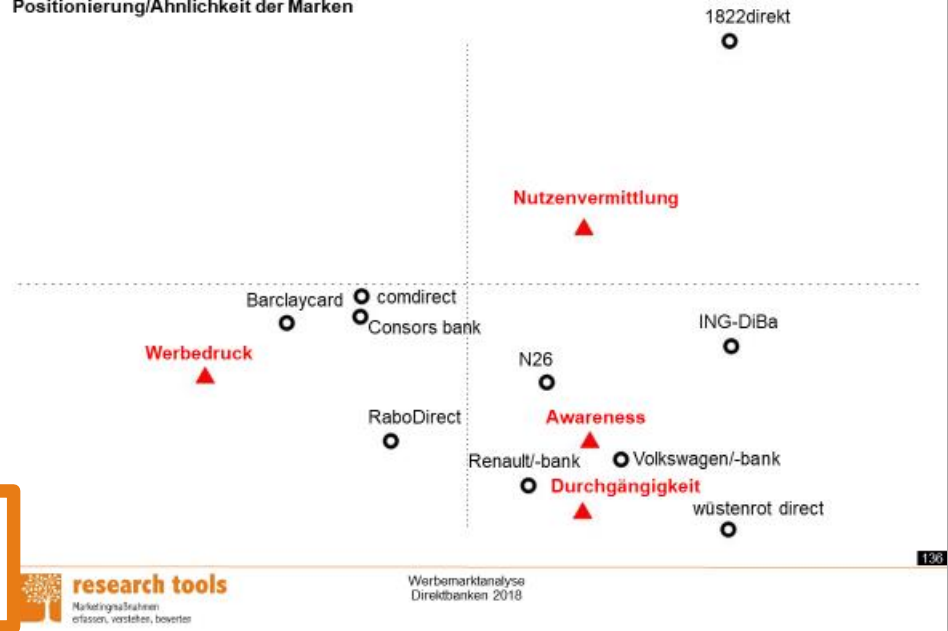 Positionierung/Ähnlichkeit der Marken
1822direkt
Nutzenvermittlung
Barclaycard
comdirect
Consors bank
ING-DiBa
Werbedruck
N26
RaboDirect
Awareness
Renault/-bank
Volkswagen/-bank
Durchgängigkeit
wüstenrot direct
136
research tools
Marketingmaßnahmen
erfassen, verstehen, bewerten
Werbemarktanalyse
Direktbanken 2018